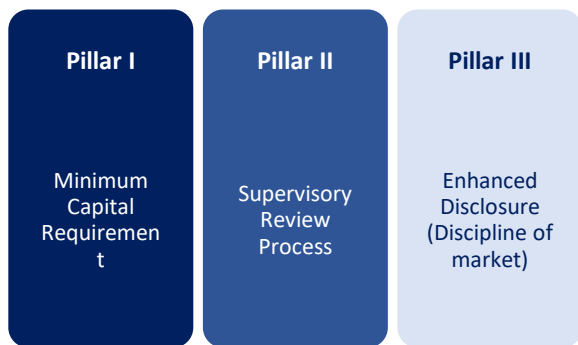 Pillar I
Minimum
Capital
Requiremen
t
Pillar II
Supervisory
Review
Process
Pillar III
Enhanced
Disclosure
(Discipline of
market)